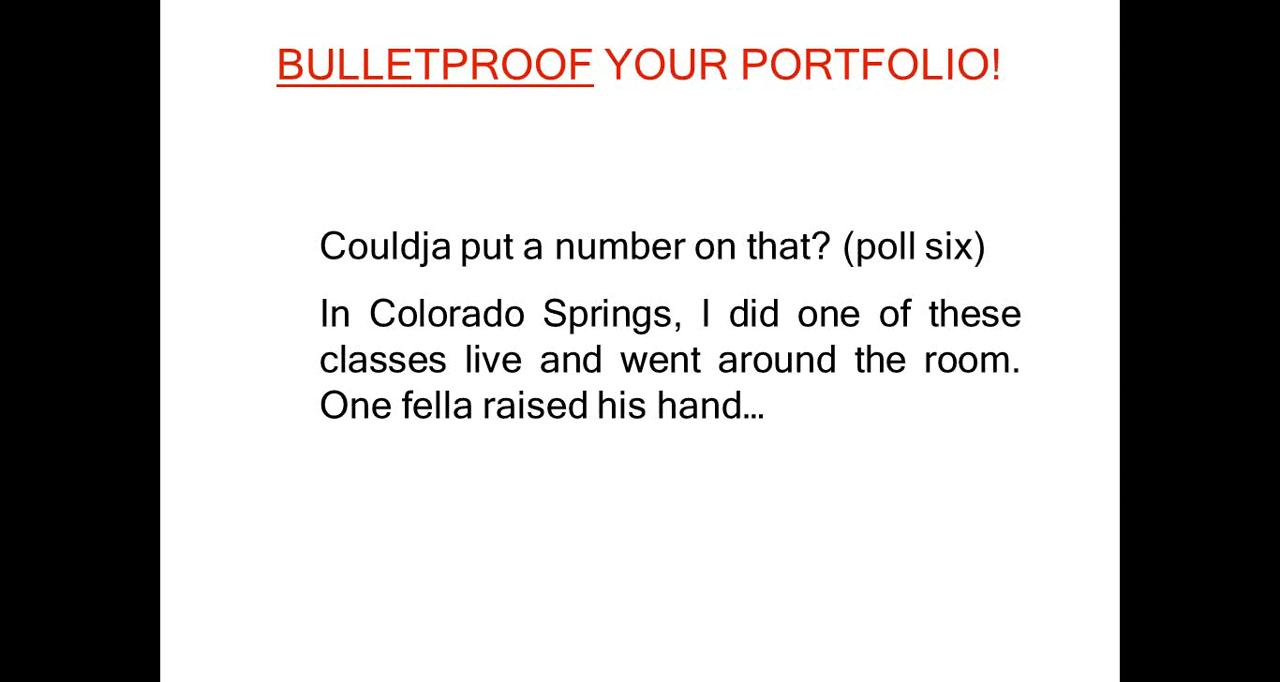 BULLETPROOF YOUR PORTFOLIO!
Couldja put a number on that? (poll six)
In Colorado Springs, I did one of these
classes live and went around the room.
One fella raised his hand...